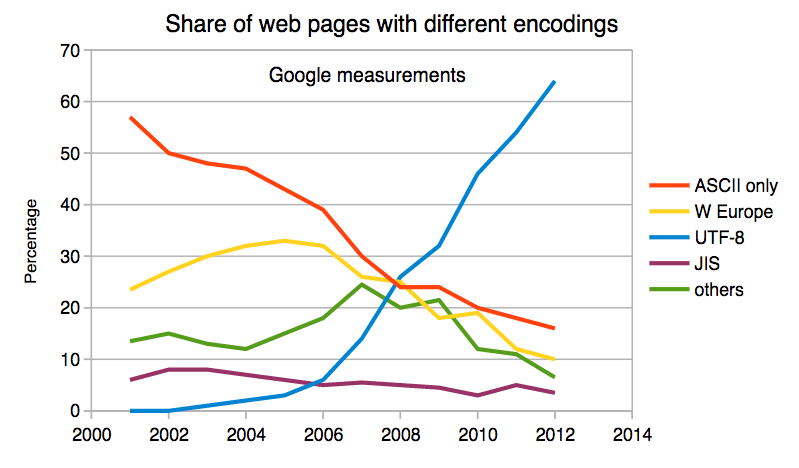 Share of web pages with different encodings
Google measurements
Percentage
70
60
50
40
30
20
10
0
2000 2002 2004 2006 2008 2010 2012 2014
ASCII only
W Europe
UTF-8
JIS
others